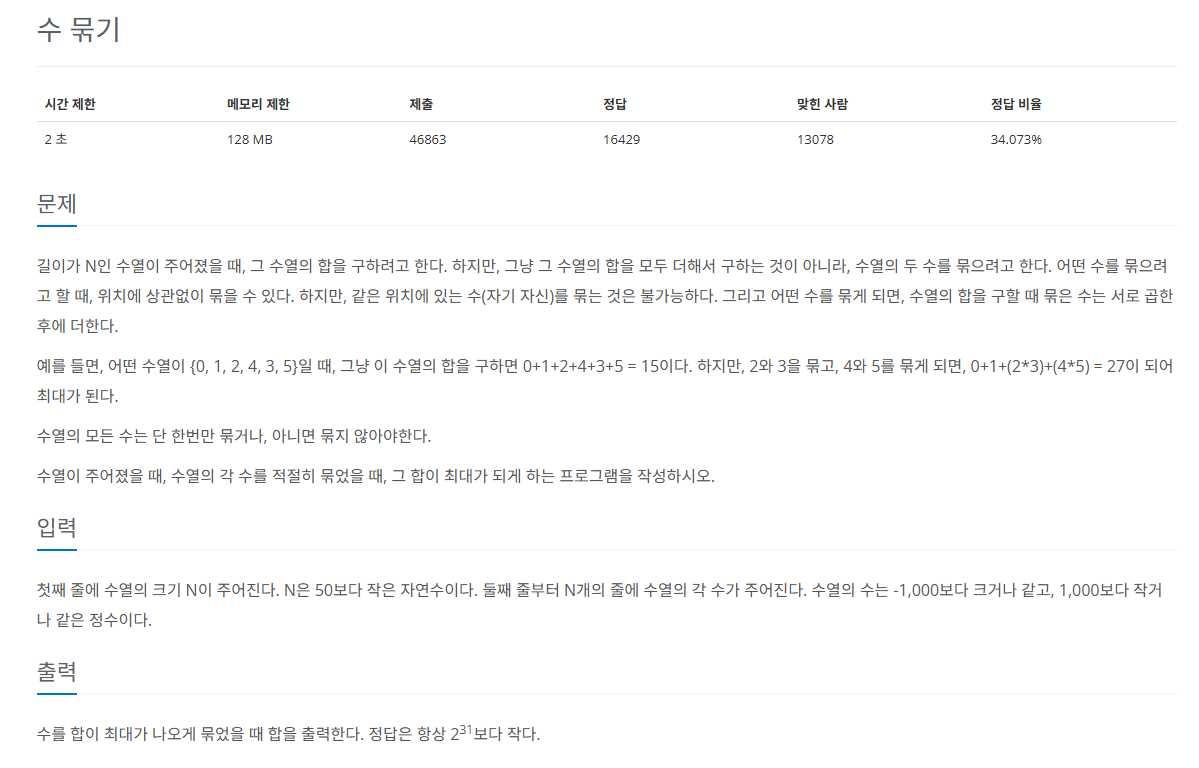 수 묶기
시간 제한 메모리 제한 제출 정답 맞힌 사람 정답 비율
2 초 128 MB 46863 16429 13078 34.073%
문제
길이가 N인 수열이 주어졌을 때, 그 수열의 합을 구하려고 한다. 하지만, 그냥 그 수열의 합을 모두 더해서 구하는 것이 아니라, 수열의 두 수를 묶으려고 한다. 어떤 수를 묶으려
고 할 때, 위치에 상관없이 묶을 수 있다. 하지만, 같은 위치에 있는 수(자기 자신)를 묶는 것은 불가능하다. 그리고 어떤 수를 묶게 되면, 수열의 합을 구할 때 묶은 수는 서로 곱한
후에 더한다.
예를 들면, 어떤 수열이 {0, 1, 2, 4, 3, 5}일 때, 그냥 이 수열의 합을 구하면 0+1+2+4+3+5 = 15이다. 하지만, 2와 3을 묶고, 4와 5를 묶게 되면, 0+1+(2*3)+(4*5) = 27이 되어
최대가 된다.
수열의 모든 수는 단 한번만 묶거나, 아니면 묶지 않아야한다.
수열이 주어졌을 때, 수열의 각 수를 적절히 묶었을 때, 그 합이 최대가 되게 하는 프로그램을 작성하시오.
입력
첫째 줄에 수열의 크기 N이 주어진다. N은 50보다 작은 자연수이다. 둘째 줄부터 N개의 줄에 수열의 각 수가 주어진다. 수열의 수는 -1,000보다 크거나 같고, 1,000보다 작거
나 같은 정수이다.
출력
수를 합이 최대가 나오게 묶었을 때 합을 출력한다. 정답은 항상 2<sup>31</sup>보다 작다.